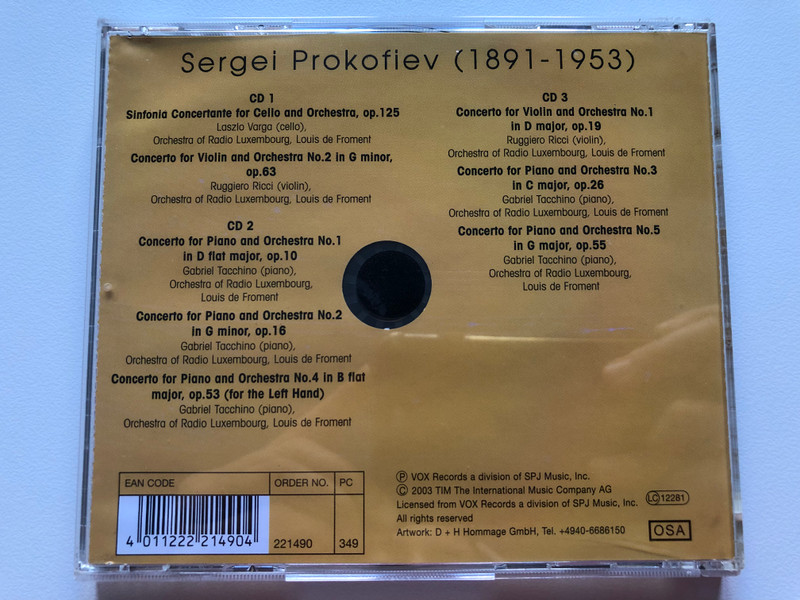 Sergei Prokofiev (1891-1953)
CD 1
Sinfonia Concertante for Cello and Orchestra, op.125
Laszlo Varga (cello),
Orchestra of Radio Luxembourg, Louis de Froment
Concerto for Violin and Orchestra No.2 in G minor,
op.63
Ruggiero Ricci (violin),
Orchestra of Radio Luxembourg, Louis de Froment
CD 2
Concerto for Piano and Orchestra No.1
in D flat major, op.10
Gabriel Tacchino (piano),
Orchestra of Radio Luxembourg,
Louis de Froment
Concerto for Piano and Orchestra No.2
in G minor, op.16
Gabriel Tacchino (piano),
Orchestra of Radio Luxembourg, Louis de Froment
Concerto for Piano and Orchestra No.4 in B flat
major, op.53 (for the Left Hand)
Gabriel Tacchino (piano),
Orchestra of Radio Luxembourg, Louis de Froment
CD 3
Concerto for Violin and Orchestra No.1
in D major, op.19
Ruggiero Ricci (violin),
Orchestra of Radio Luxembourg, Louis de Froment
Concerto for Piano and Orchestra No.3
in C major, op.26
Gabriel Tacchino (piano),
Orchestra of Radio Luxembourg, Louis de Froment
Concerto for Piano and Orchestra No.5
in G major, op.55
Gabriel Tacchino (piano),
Orchestra of Radio Luxembourg,
Louis de Froment
EAN CODE ORDER NO. PC
4 011222 214904 221490 349
Ⓟ VOX Records a division of SPJ Music, Inc.
© 2003 TIM The International Music Company AG
Licensed from VOX Records a division of SPJ Music, Inc.
All rights reserved
Artwork: D + H Hommage GmbH, Tel. +4940-6686150
LC 12281
OSA